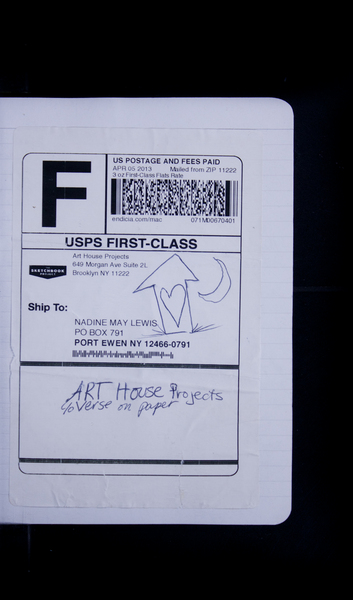 F
US POSTAGE AND FEES PAID
APR 05 2013 Mailed from ZIP 11222
3 oz First-Class Flats Rate
endicia.com/mac 071M00670401
USPS FIRST-CLASS
Art House Projects
649 Morgan Ave Suite 2L
Brooklyn NY 11222
SKETCHBOOK
PROJECT
Ship To:
NADINE MAY LEWIS
PO BOX 791
PORT EWEN NY 12466-0791
ART House Projects
c/o Verse on paper